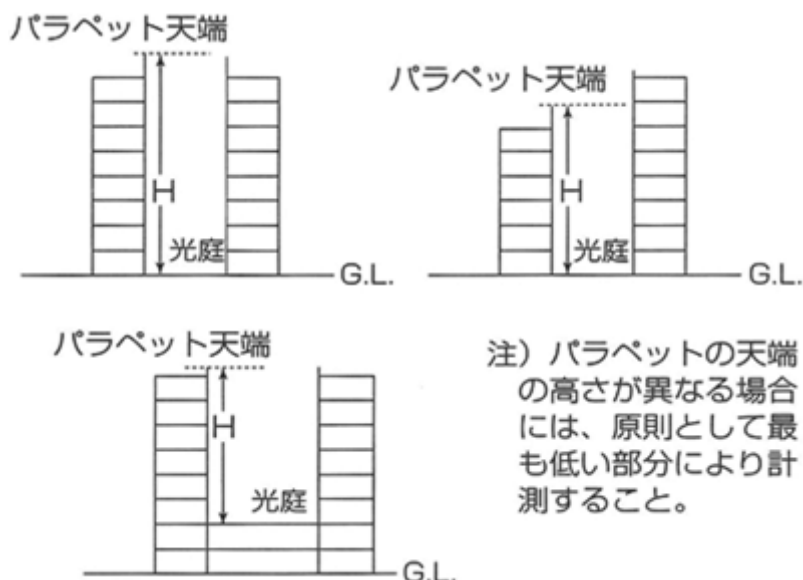 パラペット天端
H
光庭
G.L.
パラペット天端
H
光庭
G.L.
パラペット天端
H
光庭
G.L.
注）パラペットの天端
の高さが異なる場合
には、原則として最
も低い部分により計
測すること。